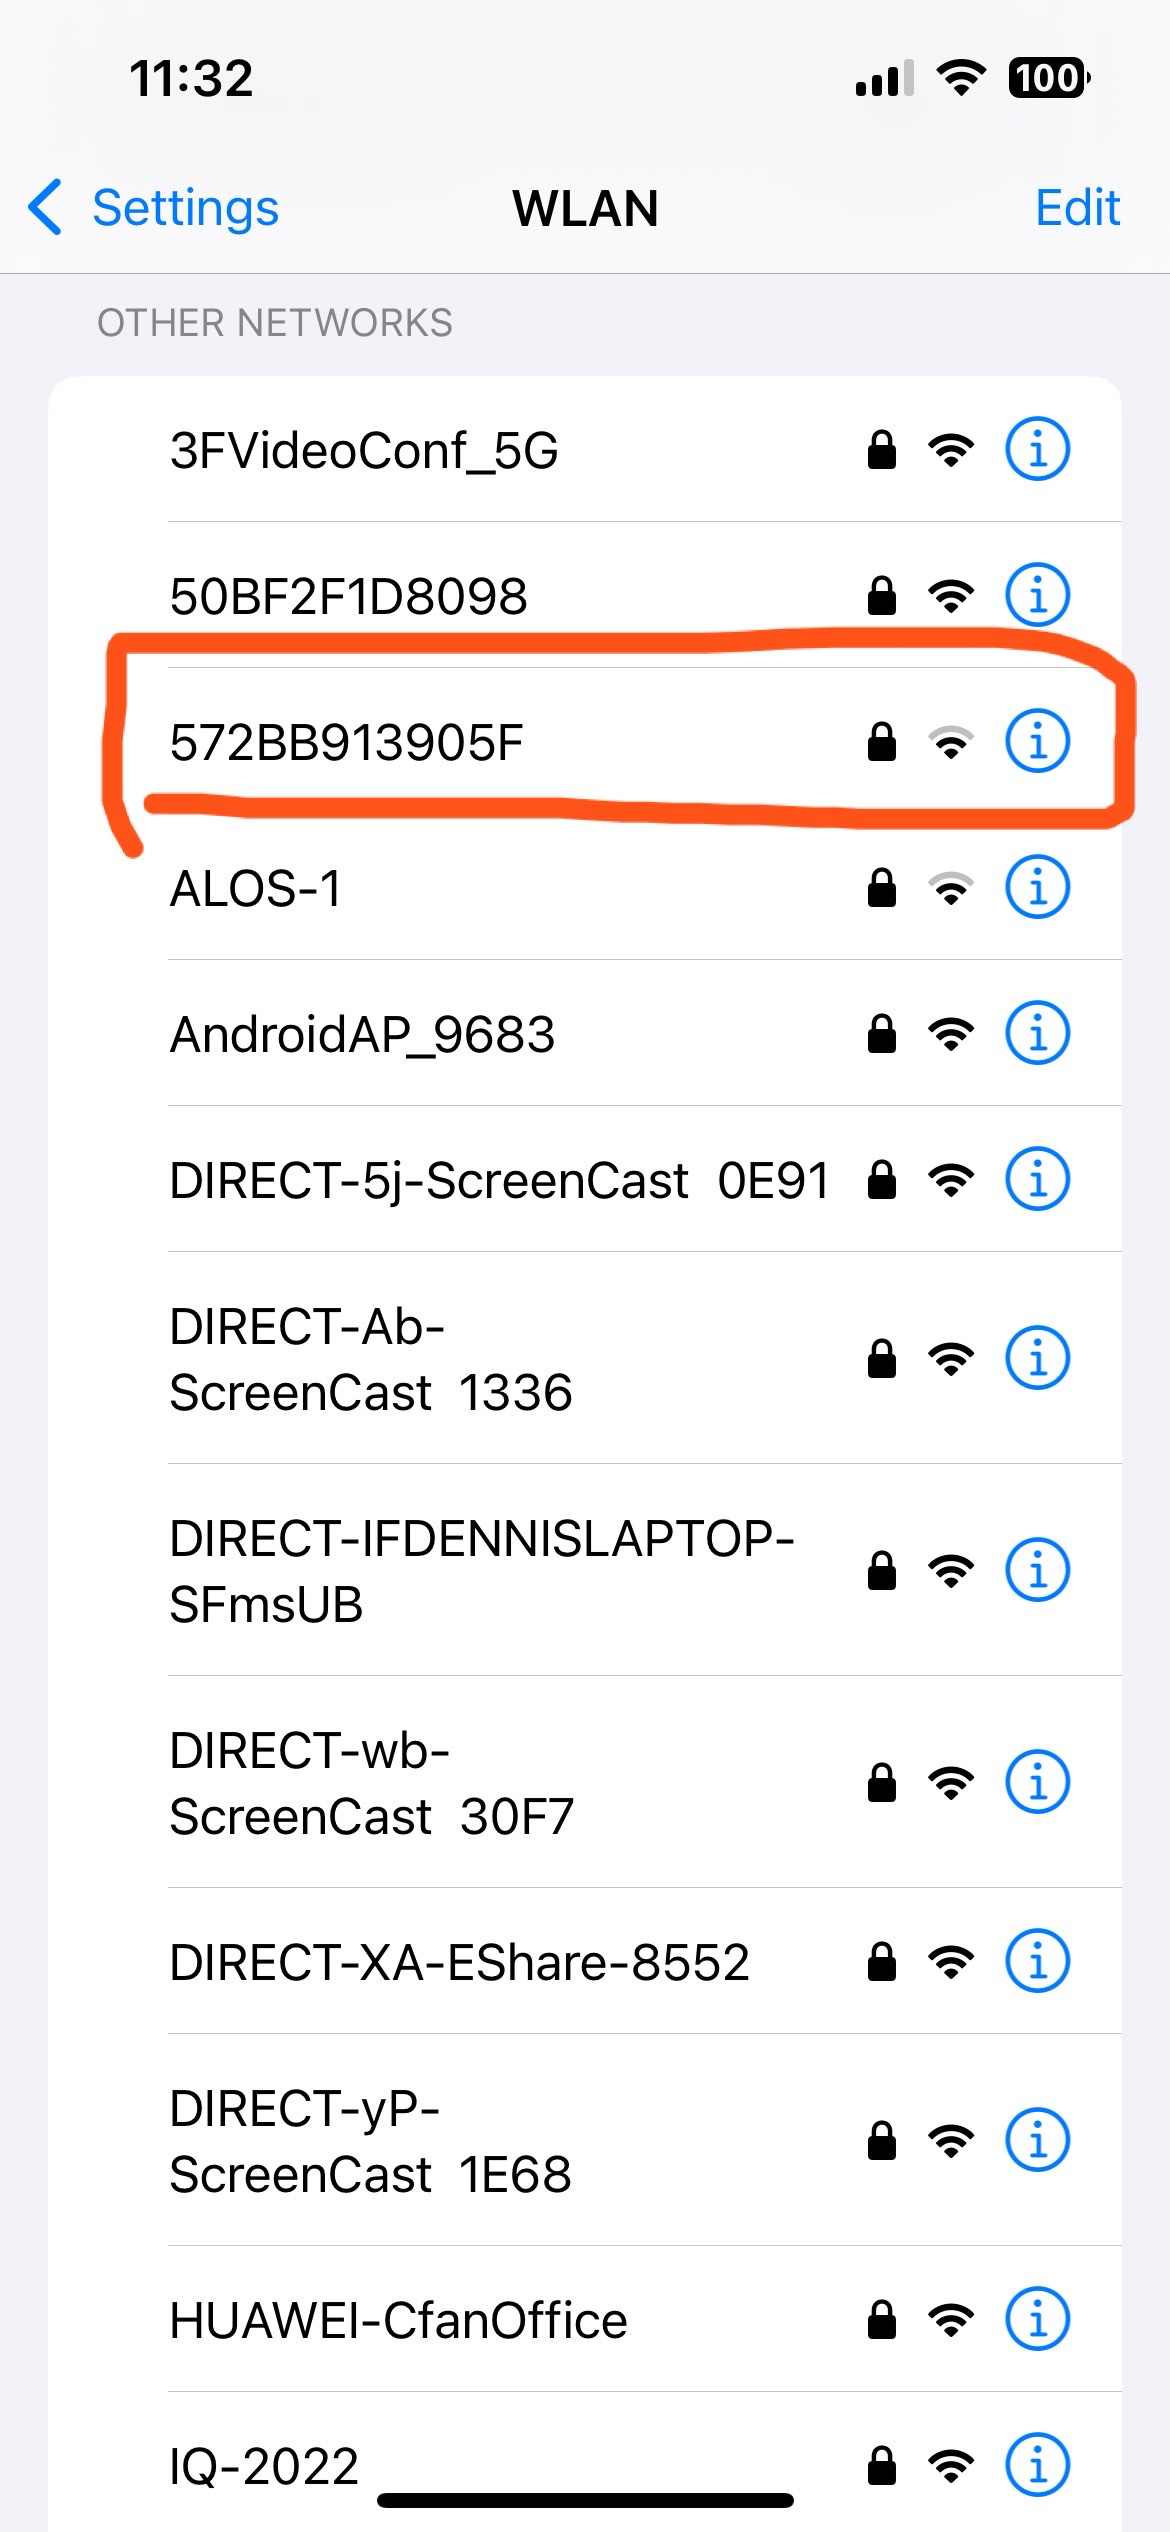 11:32
100
Settings
WLAN
Edit
OTHER NETWORKS
3FVideoConf_5G
50BF2F1D8098
572BB913905F
ALOS-1
AndroidAP_9683
DIRECT-5j-ScreenCast  0E91
DIRECT-Ab-
ScreenCast  1336
DIRECT-IFDENNISLAPTOP-
SFmsUB
DIRECT-wb-
ScreenCast  30F7
DIRECT-XA-EShare-8552
DIRECT-yP-
ScreenCast  1E68
HUAWEI-CfanOffice
IQ-2022